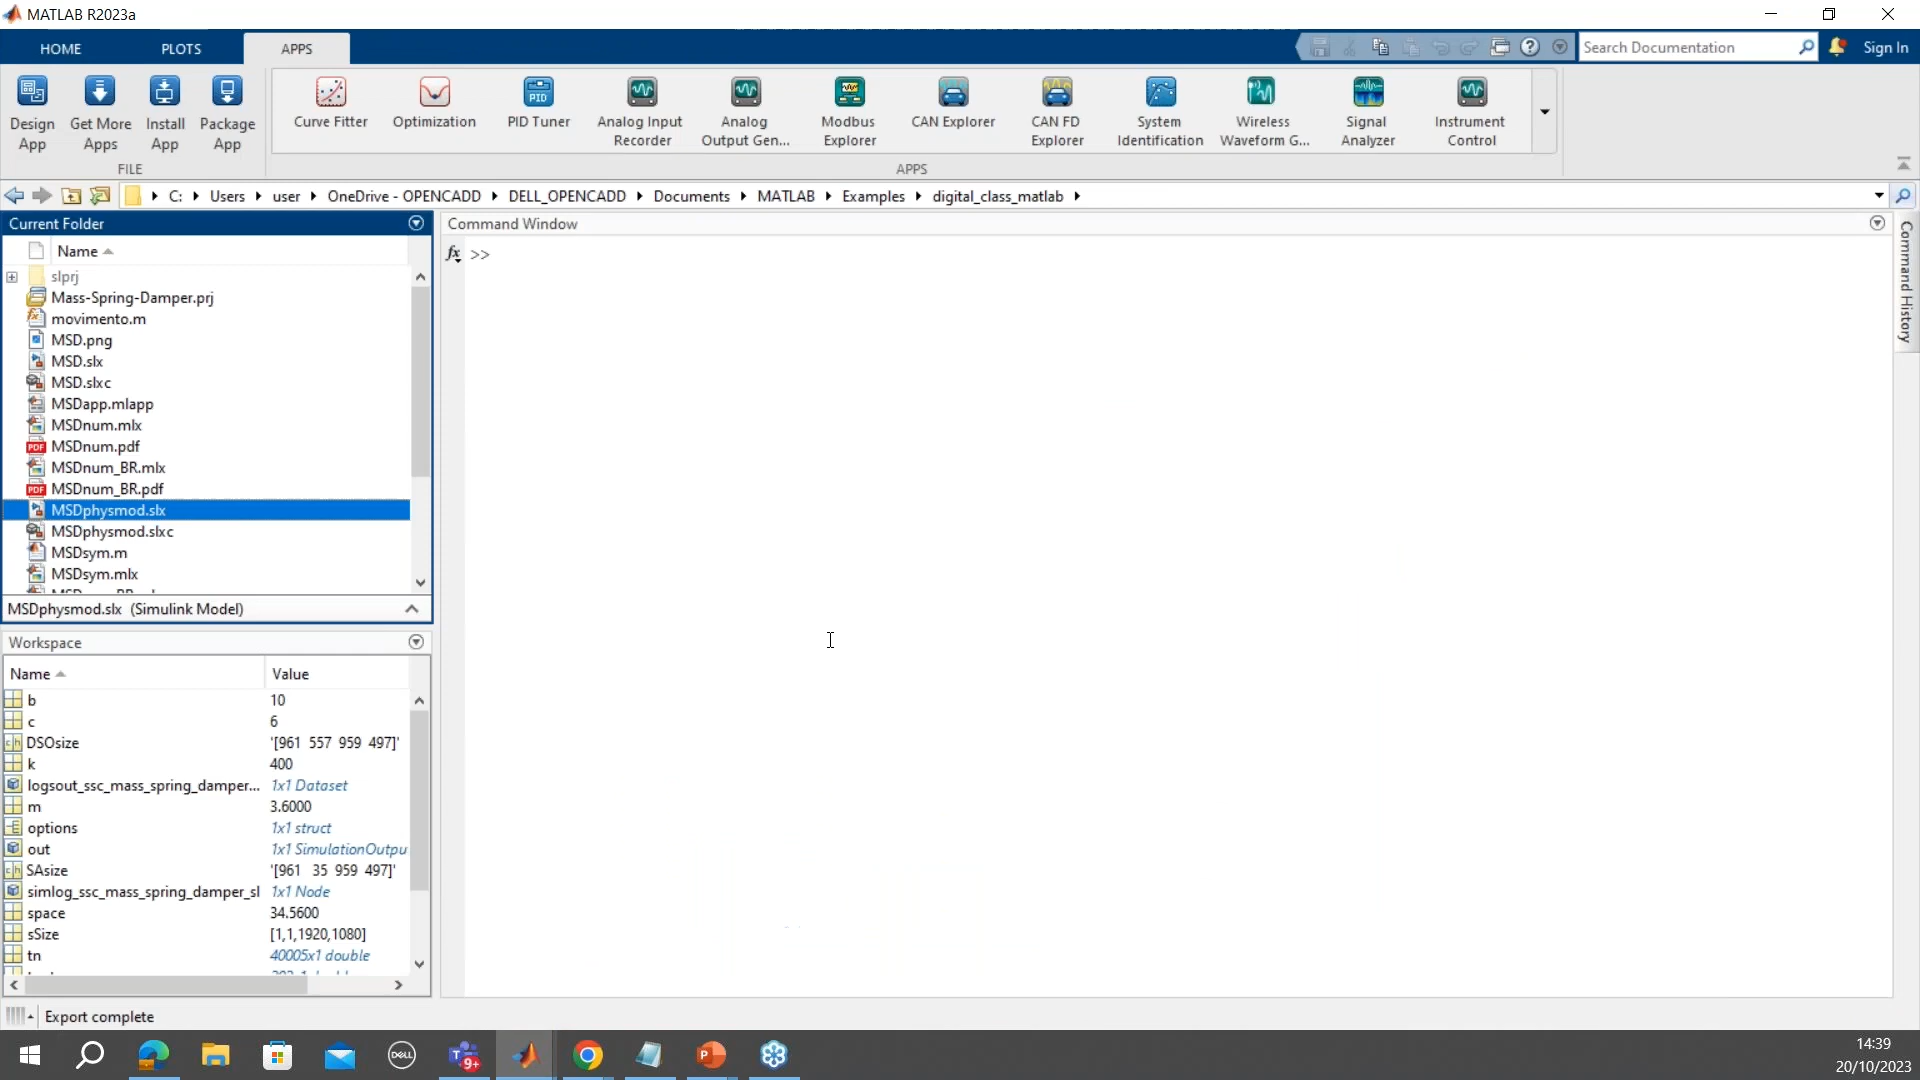 MATLAB R2023a
HOME
PLOTS
APPS
Search Documentation
Sign In
Design App
Get More Apps
Install App
Package App
FILE
Curve Fitter
Optimization
PID
PID Tuner
Analog Input Recorder
Analog Output Gen...
Modbus Explorer
CAN Explorer
CAN FD Explorer
System Identification
Wireless Waveform G...
Signal Analyzer
Instrument Control
APPS
C: Users user OneDrive - OPENCADD DELL_OPENCADD Documents MATLAB Examples digital_class_matlab
Current Folder
Name
slprj
Mass-Spring-Damper.prj
movimento.m
MSD.png
MSD.slx
MSD.slxc
MSDapp.mlapp
MSDnum.mlx
PDF MSDnum.pdf
MSDnum_BR.mlx
PDF MSDnum_BR.pdf
MSDphysmod.slx
MSDphysmod.slxc
MSDsym.m
MSDsym.mlx
MSDphysmod.slx (Simulink Model)
Workspace
Name Value
b 10
c 6
ch DSOsize '[961 557 959 497]'
k 400
logsout_ssc_mass_spring_damper... 1x1 Dataset
m 3.6000
options 1x1 struct
out 1x1 SimulationOutpu
ch SAsize '[961 35 959 497]'
simlog_ssc_mass_spring_damper_sl 1x1 Node
space 34.5600
sSize [1,1,1920,1080]
tn 40005x1 double
Command Window
fx >>
Command History
Export complete
DELL
9+
14:39
20/10/2023